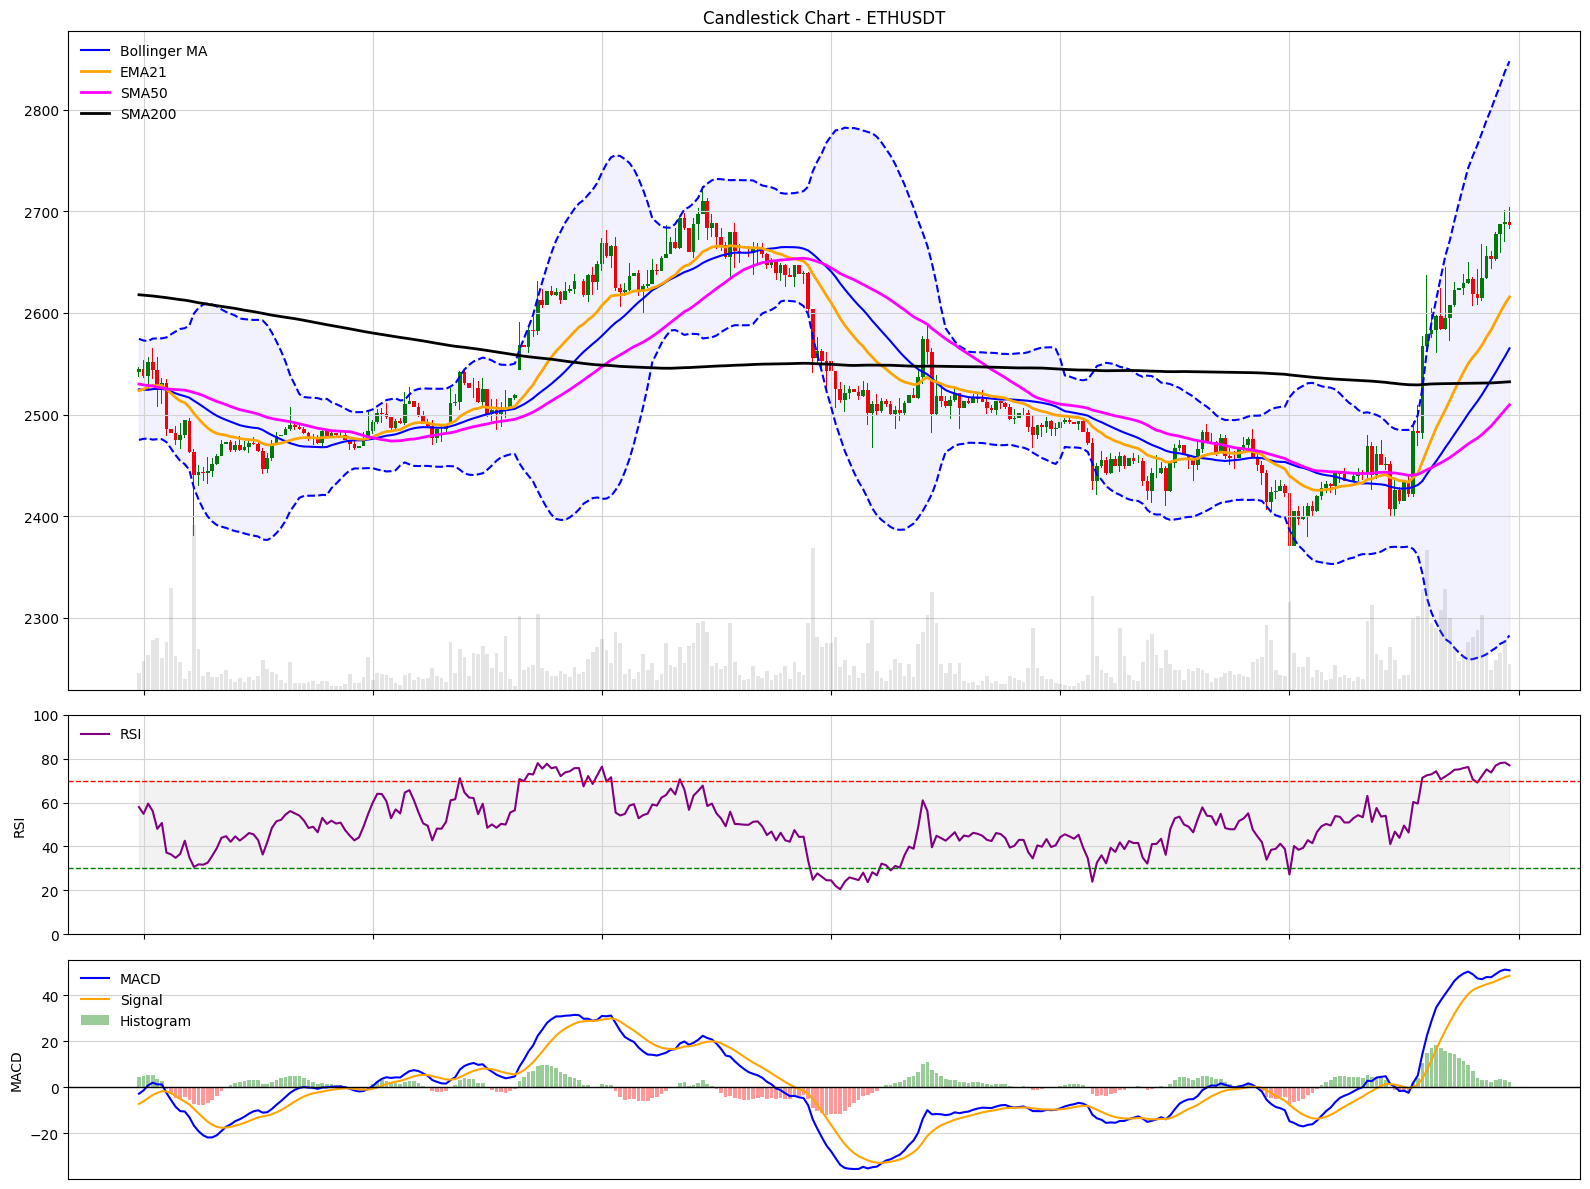 Candlestick Chart - ETHUSDT
Bollinger MA
EMA21
SMA50
SMA200
2800
2700
2600
2500
2400
2300
RSI
100
80
60
40
20
0
RSI
MACD
Signal
Histogram
40
20
0
−20
MACD